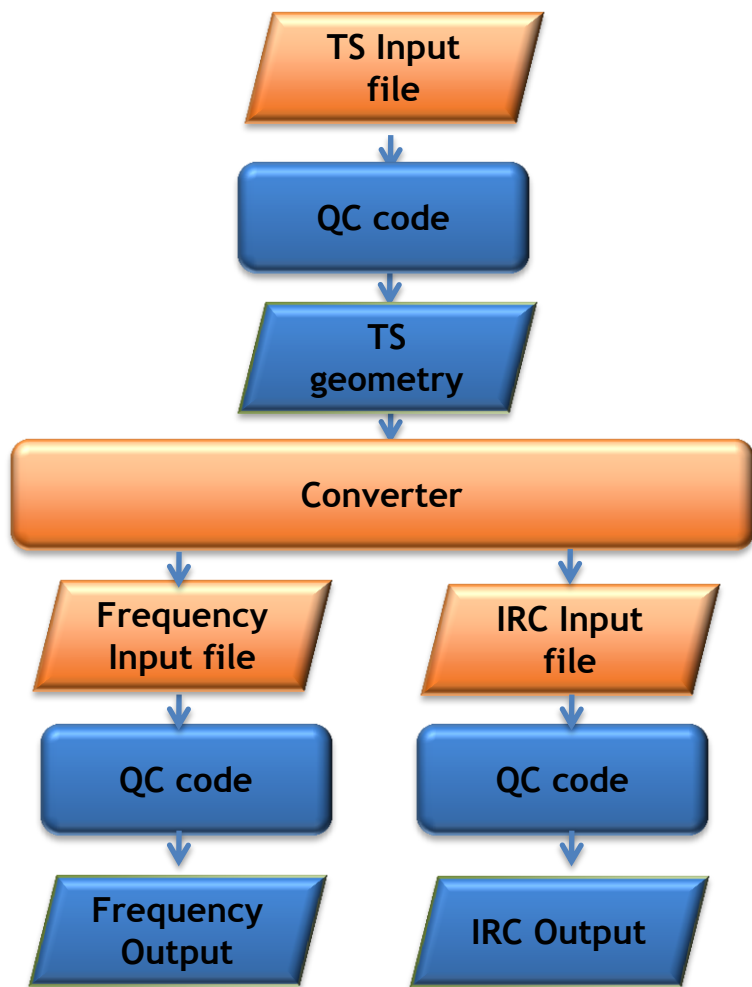 TS Input
file
QC code
TS
geometry
Converter
Frequency
Input file
IRC Input
file
QC code
QC code
Frequency
Output
IRC Output